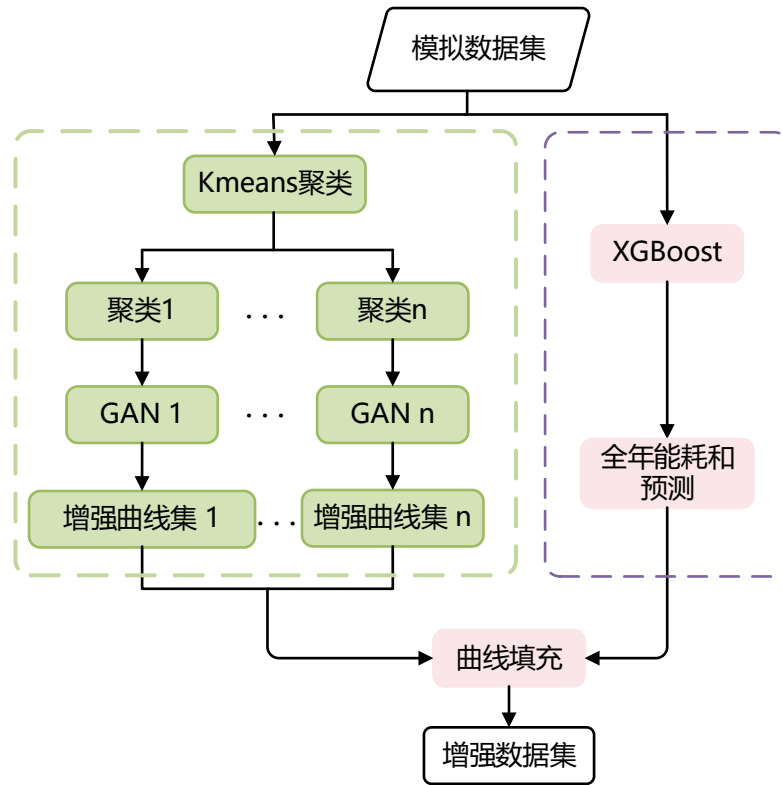 模拟数据集
Kmeans聚类
XGBoost
聚类1 ... 聚类n
GAN 1 ... GAN n
全年能耗和
预测
增强曲线集 1 ... 增强曲线集 n
曲线填充
增强数据集